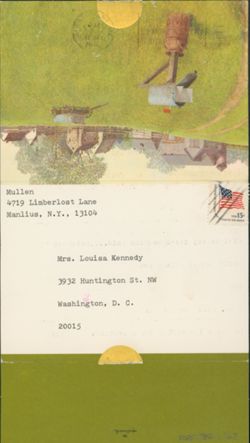 Mullen
4719 Limberlost Lane
Manlius, N.Y., 13104
Mrs. Louisa Kennedy
3932 Huntington St. NW
Washington, D. C.
20015